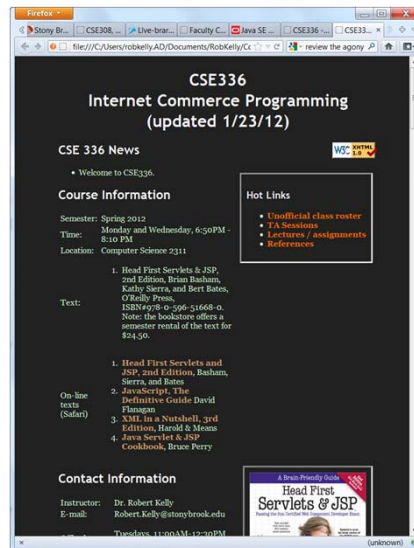 Firefox
Stony Br...
CSE308, ...
Live-brar...
Faculty C...
Java SE ...
CSE336 -...
CSE33...
file:///C:/Users/robkelly.AD/Documents/RobKelly/Cc
review the agony
CSE336
Internet Commerce Programming
(updated 1/23/12)
CSE 336 News
W3C XHTML 1.0
Welcome to CSE336.
Course Information
Semester: Spring 2012
Time: Monday and Wednesday, 6:50PM -
8:10 PM
Location: Computer Science 2311
Text:
1. Head First Servlets & JSP,
2nd Edition, Brian Basham,
Kathy Sierra, and Bert Bates,
O'Reilly Press,
ISBN#978-0-596-51668-0.
Note: the bookstore offers a
semester rental of the text for
$24.50.
On-line
texts
(Safari)
1. Head First Servlets and
JSP, 2nd Edition, Basham,
Sierra, and Bates
2. JavaScript, The
Definitive Guide David
Flanagan
3. XML in a Nutshell, 3rd
Edition, Harold & Means
4. Java Servlet & JSP
Cookbook, Bruce Perry
Hot Links
Unofficial class roster
TA Sessions
Lectures / assignments
References
Contact Information
Instructor: Dr. Robert Kelly
E-mail: Robert.Kelly@stonybrook.edu
Tuesdays, 11:00AM-12:30PM
A Brain-Friendly Guide
Head First
Servlets & JSP
(unknown)